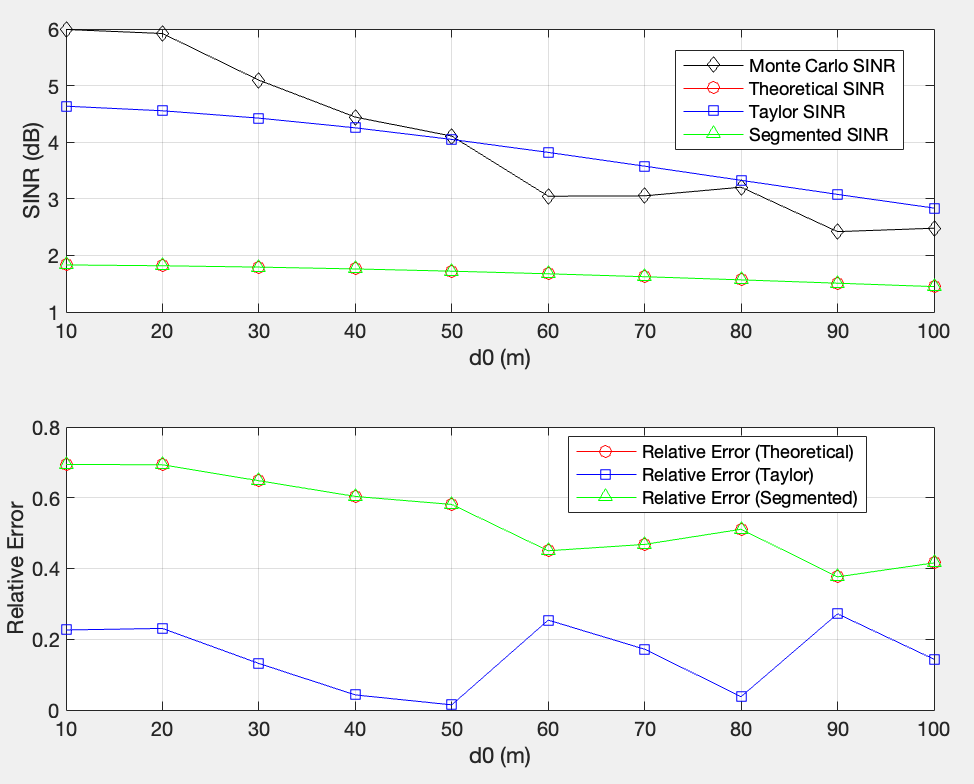 6
5
4
3
2
1
SINR (dB)
Monte Carlo SINR
Theoretical SINR
Taylor SINR
Segmented SINR
10 20 30 40 50 60 70 80 90 100
d0 (m)
0.8
0.6
0.4
0.2
0
Relative Error
Relative Error (Theoretical)
Relative Error (Taylor)
Relative Error (Segmented)
10 20 30 40 50 60 70 80 90 100
d0 (m)